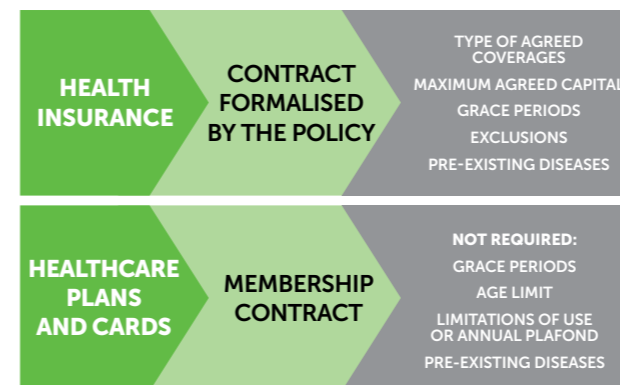 HEALTH
INSURANCE
CONTRACT
FORMALISED
BY THE POLICY
TYPE OF AGREED
COVERAGES
MAXIMUM AGREED CAPITAL
GRACE PERIODS
EXCLUSIONS
PRE-EXISTING DISEASES
HEALTHCARE
PLANS
AND CARDS
MEMBERSHIP
CONTRACT
NOT REQUIRED:
GRACE PERIODS
AGE LIMIT
LIMITATIONS OF USE
OR ANNUAL PLAFOND
PRE-EXISTING DISEASES